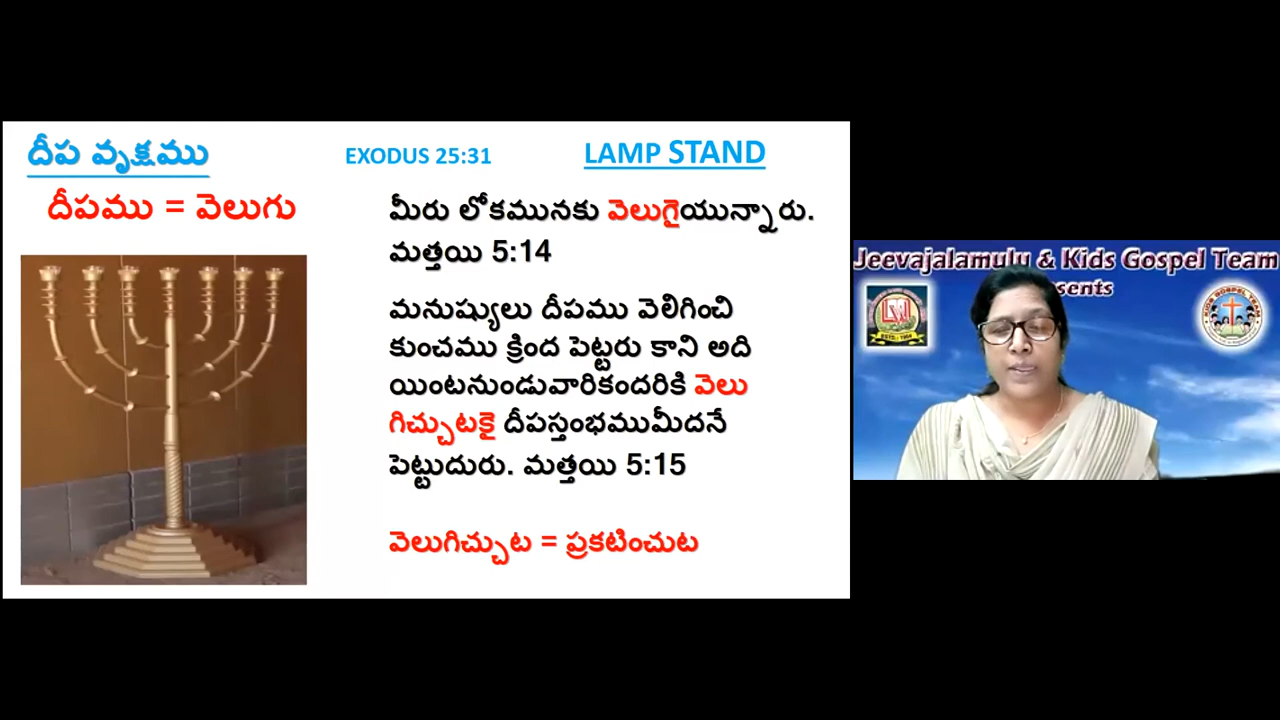 దీప వృక్షము
EXODUS 25:31
LAMP STAND
దీపము = వెలుగు
మీరు లోకమునకు వెలుగైయున్నారు.
మత్తయి 5:14
మనుష్యులు దీపము వెలిగించి
కుంచము క్రింద పెట్టరు కాని అది
యింటనుండువారికందరికి వెలు
గిచ్చుటకై దీపస్తంభముమీదనే
పెట్టుదురు. మత్తయి 5:15
వెలుగిచ్చుట = ప్రకటించుట
Jeevajalamulu & Kids Gospel Team